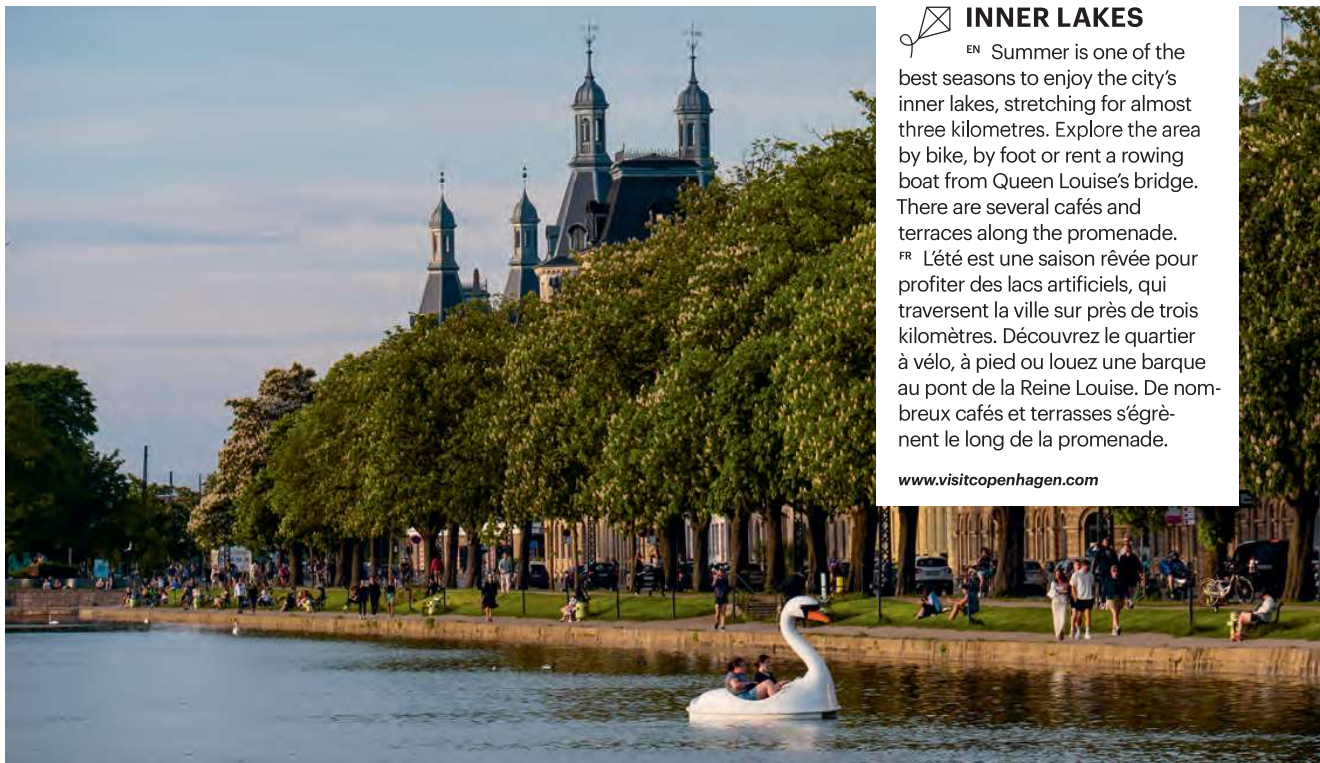 INNER LAKES
EN Summer is one of the
best seasons to enjoy the city's
inner lakes, stretching for almost
three kilometres. Explore the area
by bike, by foot or rent a rowing
boat from Queen Louise's bridge.
There are several cafés and
terraces along the promenade.
FR L'été est une saison rêvée pour
profiter des lacs artificiels, qui
traversent la ville sur près de trois
kilomètres. Découvrez le quartier
à vélo, à pied ou louez une barque
au pont de la Reine Louise. De nom-
breux cafés et terrasses s'égrè-
nent le long de la promenade.
www.visitcopenhagen.com